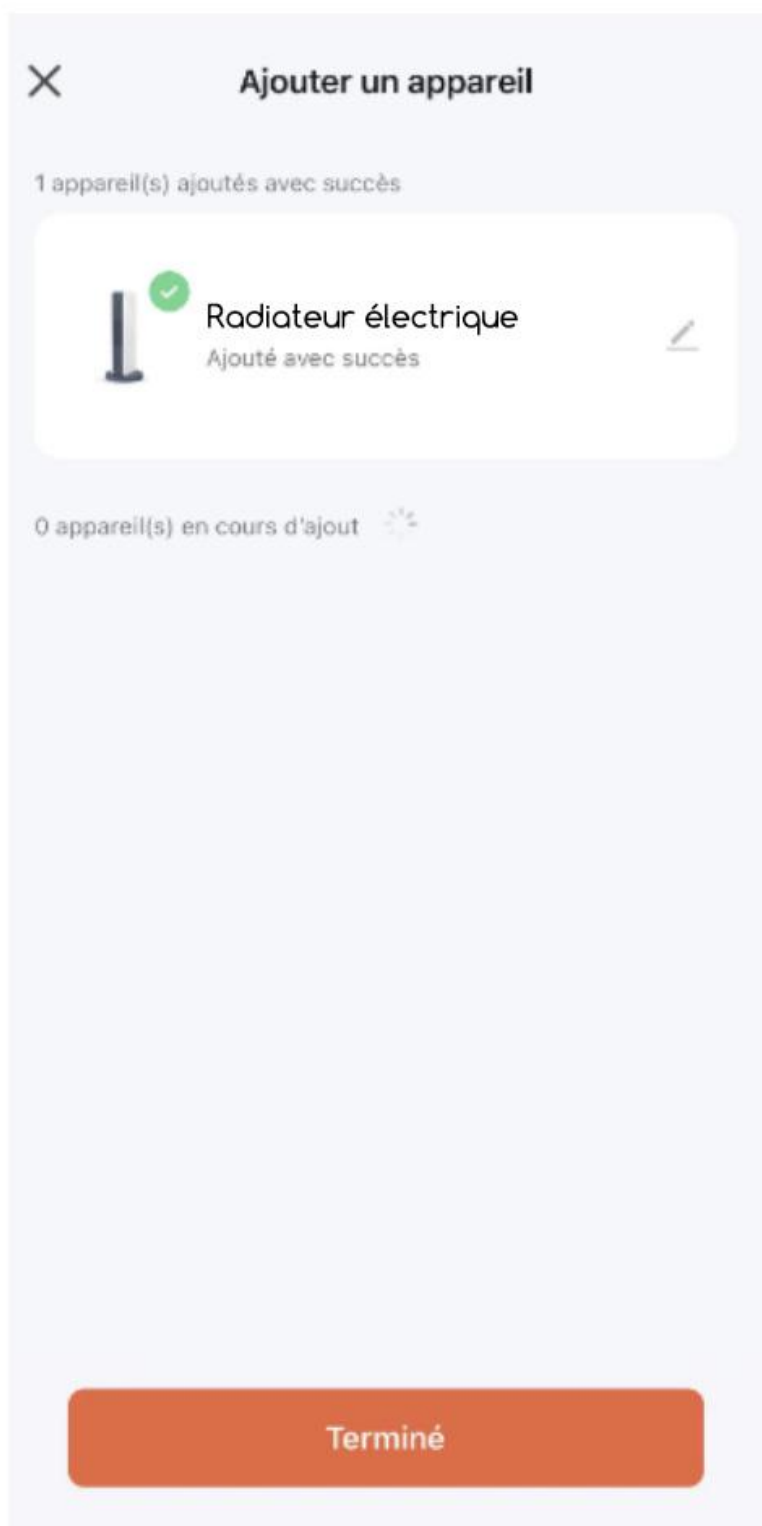 Ajouter un appareil
1 appareil(s) ajoutés avec succès
Radiateur électrique
Ajouté avec succès
0 appareil(s) en cours d'ajout
Terminé